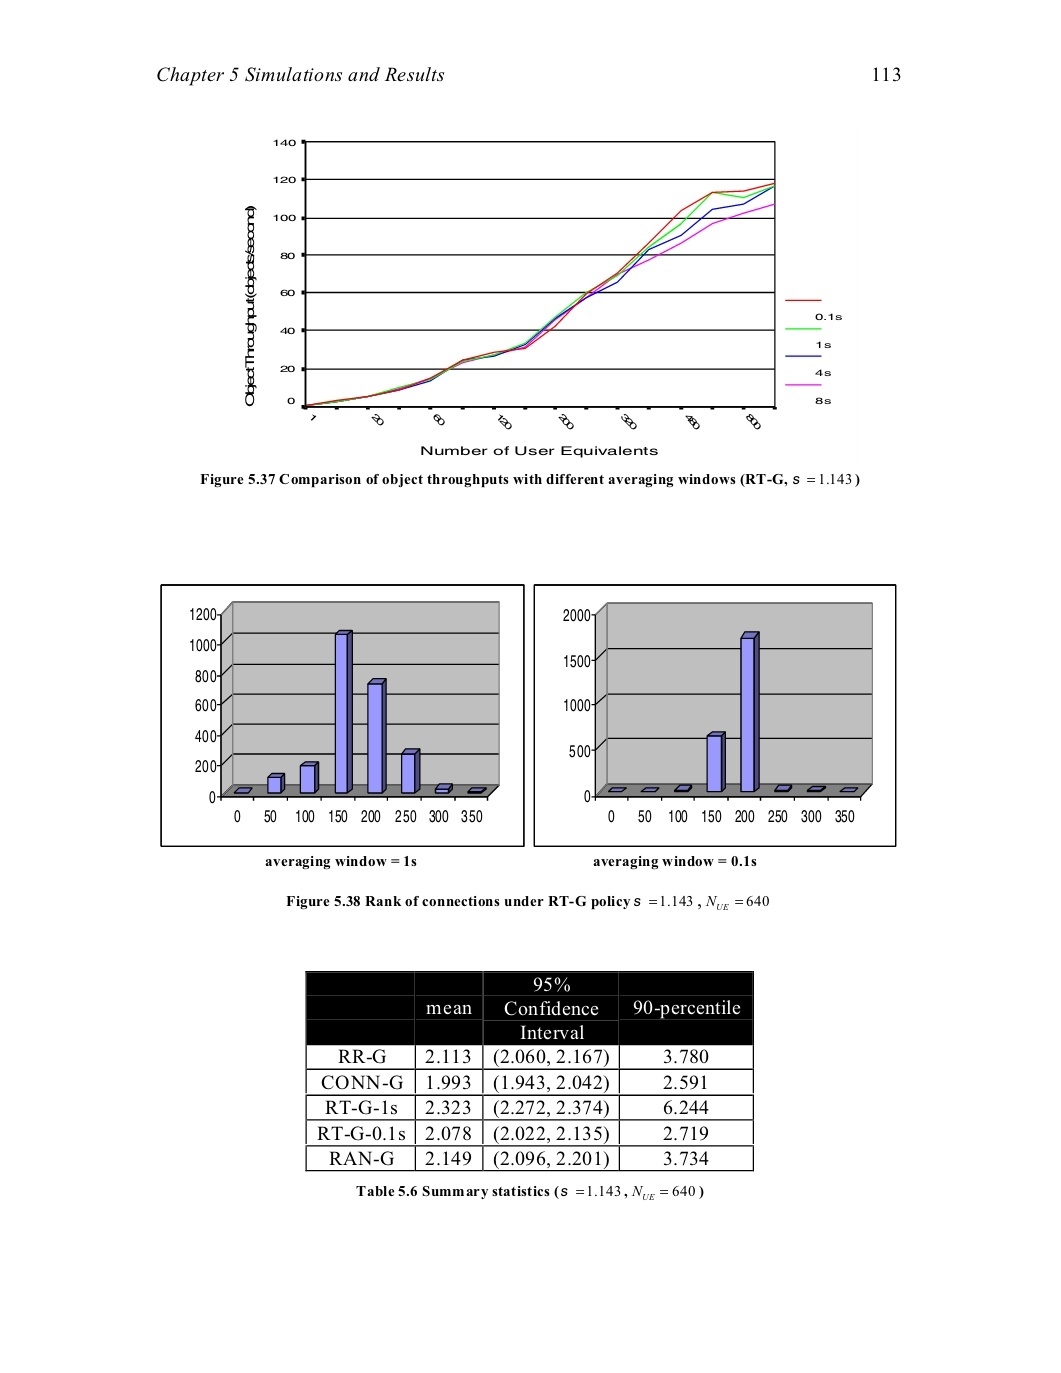 Chapter 5 Simulations and Results 113
140
120
100
80
60
40
20
0
Object Throughput (objects/second)
1 20 60 120 200 320 480 800
Number of User Equivalents
0.1s
1s
4s
8s
Figure 5.37 Comparison of object throughputs with different averaging windows (RT-G, s = 1.143)
1200
1000
800
600
400
200
0
0 50 100 150 200 250 300 350
2000
1500
1000
500
0
0 50 100 150 200 250 300 350
averaging window = 1s averaging window = 0.1s
Figure 5.38 Rank of connections under RT-G policy s = 1.143 , N_UE = 640
95%
mean Confidence 90-percentile
Interval
RR-G 2.113 (2.060, 2.167) 3.780
CONN-G 1.993 (1.943, 2.042) 2.591
RT-G-1s 2.323 (2.272, 2.374) 6.244
RT-G-0.1s 2.078 (2.022, 2.135) 2.719
RAN-G 2.149 (2.096, 2.201) 3.734
Table 5.6 Summary statistics (s = 1.143, N_UE = 640 )